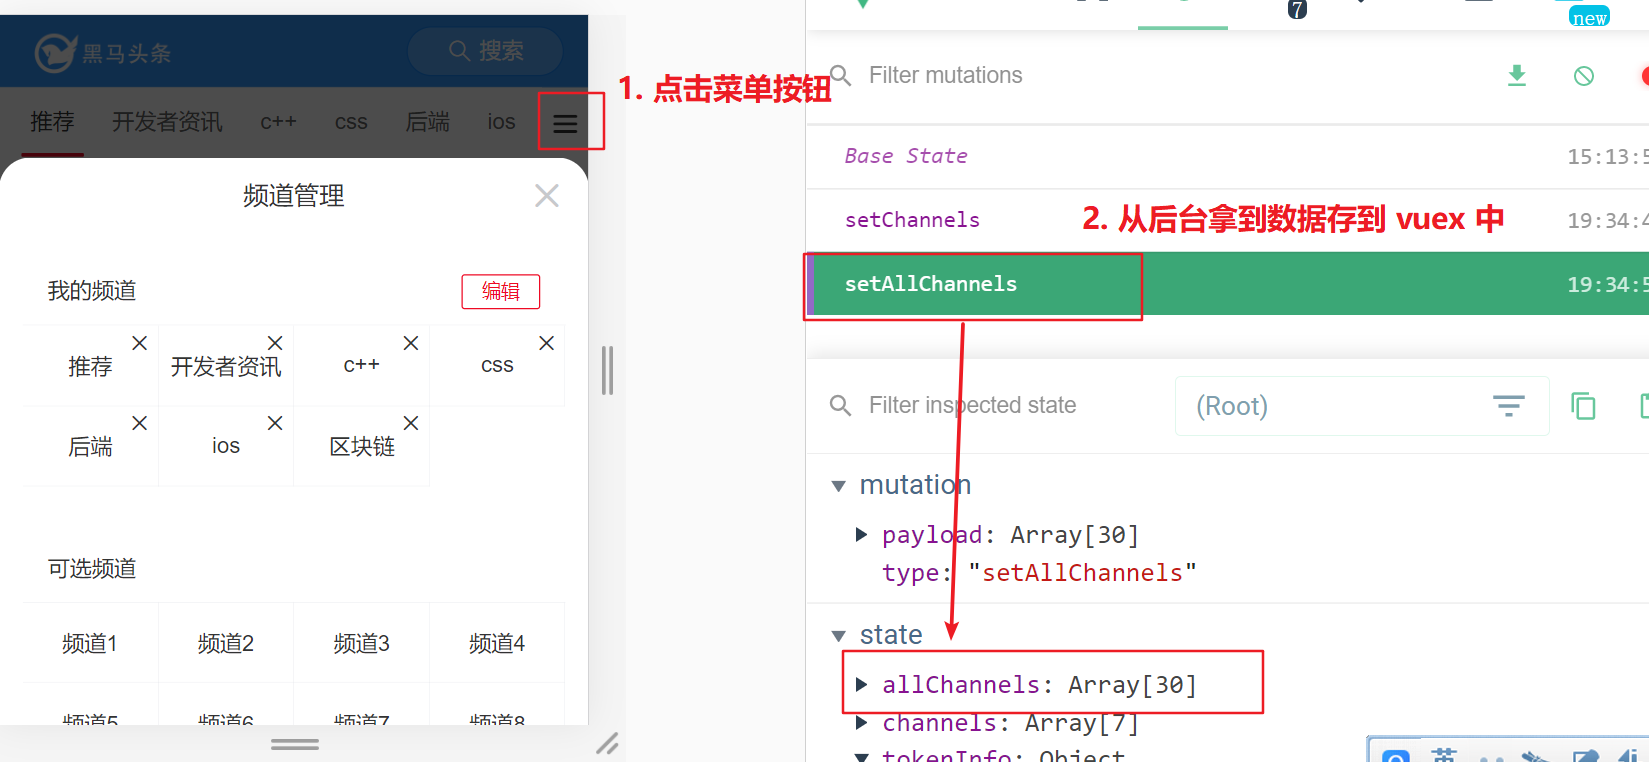 黑马头条
搜索
推荐
开发者资讯
c++
css
后端
ios
1. 点击菜单按钮
频道管理
我的频道
编辑
推荐
开发者资讯
c++
css
后端
ios
区块链
可选频道
频道1
频道2
频道3
频道4
频道5
频道6
频道7
频道8
7
new
Filter mutations
Base State
15:13:5
setChannels
19:34:4
2. 从后台拿到数据存到 vuex 中
setAllChannels
19:34:5
Filter inspected state
(Root)
mutation
payload: Array[30]
type: "setAllChannels"
state
allChannels: Array[30]
channels: Array[7]
tokenInfo: Object
英